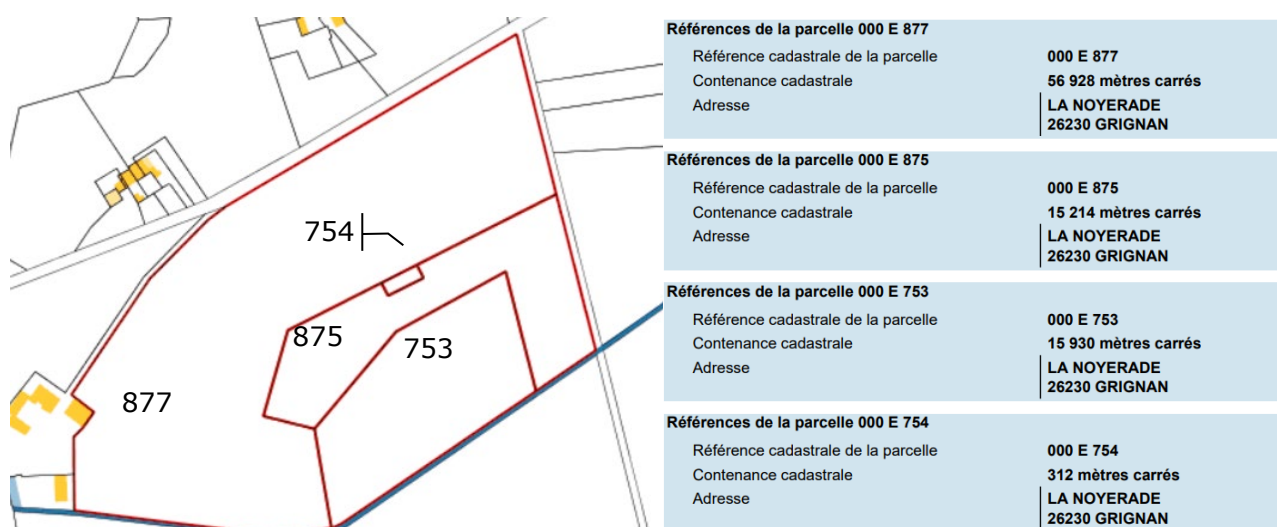 754
875
753
877
Références de la parcelle 000 E 877
Référence cadastrale de la parcelle 000 E 877
Contenance cadastrale 56 928 mètres carrés
Adresse LA NOYERADE
26230 GRIGNAN
Références de la parcelle 000 E 875
Référence cadastrale de la parcelle 000 E 875
Contenance cadastrale 15 214 mètres carrés
Adresse LA NOYERADE
26230 GRIGNAN
Références de la parcelle 000 E 753
Référence cadastrale de la parcelle 000 E 753
Contenance cadastrale 15 930 mètres carrés
Adresse LA NOYERADE
26230 GRIGNAN
Références de la parcelle 000 E 754
Référence cadastrale de la parcelle 000 E 754
Contenance cadastrale 312 mètres carrés
Adresse LA NOYERADE
26230 GRIGNAN